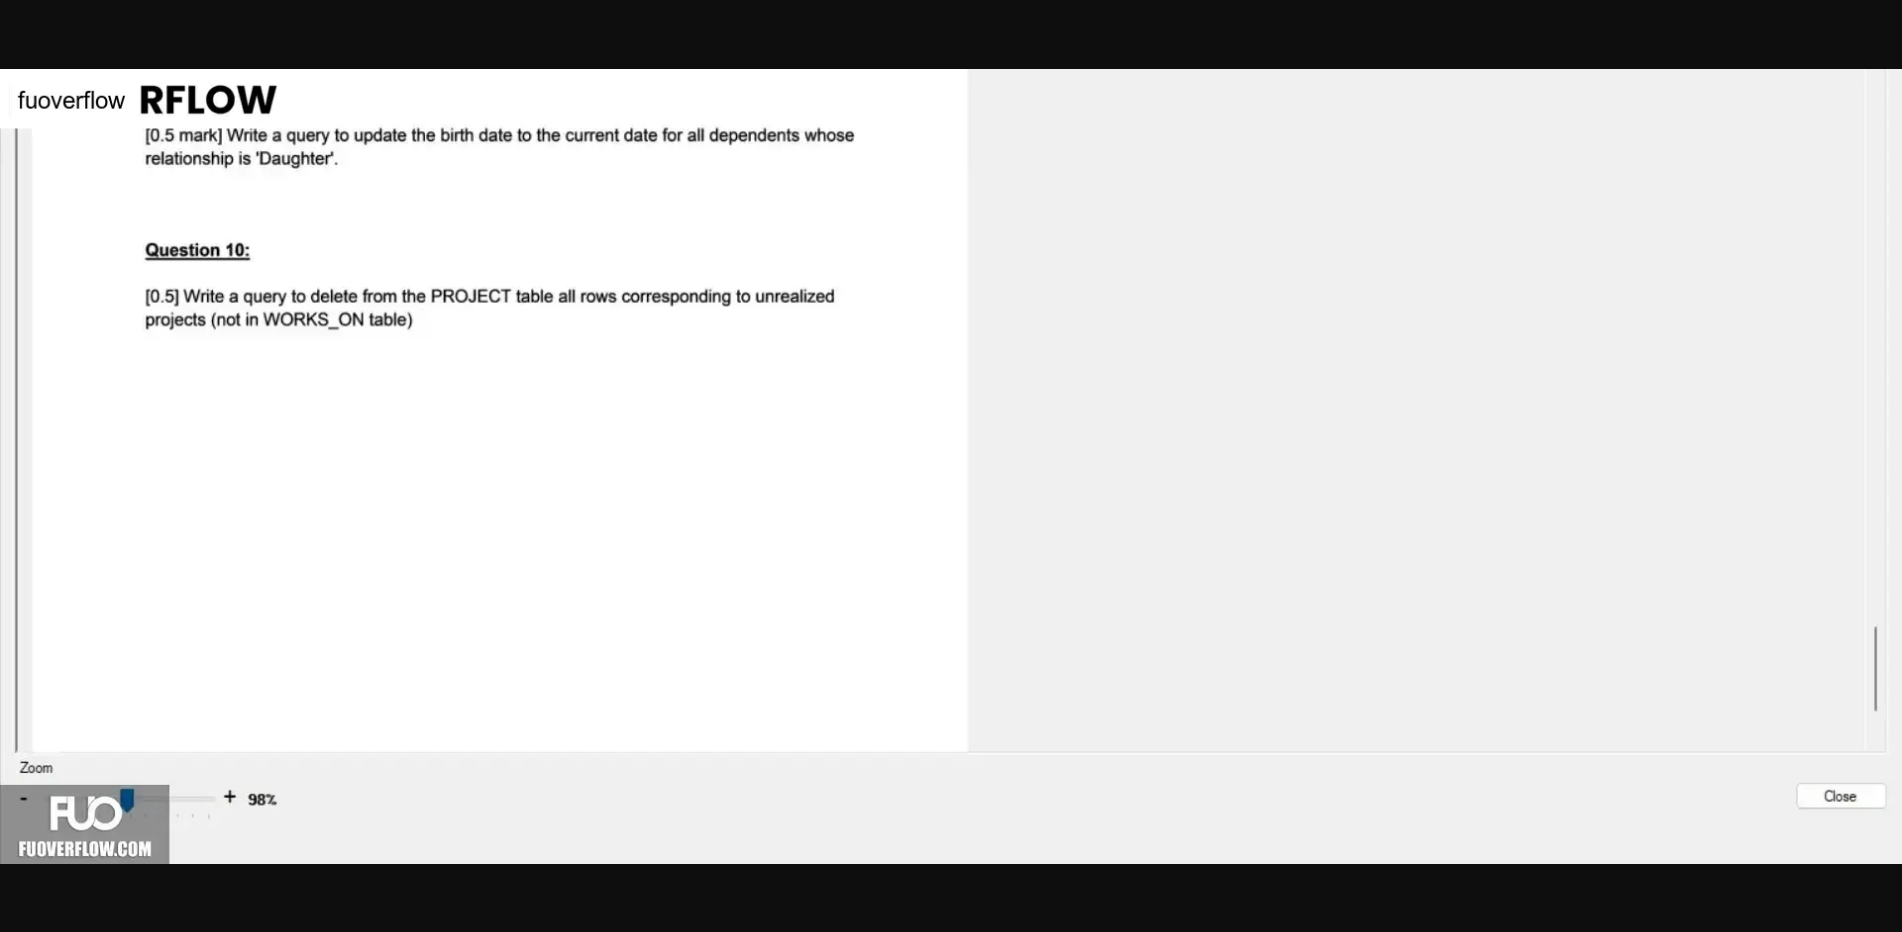 fuoverflow RFLOW
[0.5 mark] Write a query to update the birth date to the current date for all dependents whose
relationship is 'Daughter'.
Question 10:
[0.5] Write a query to delete from the PROJECT table all rows corresponding to unrealized
projects (not in WORKS_ON table)
Zoom
- + 98%
Close
FUO
FUOVERFLOW.COM